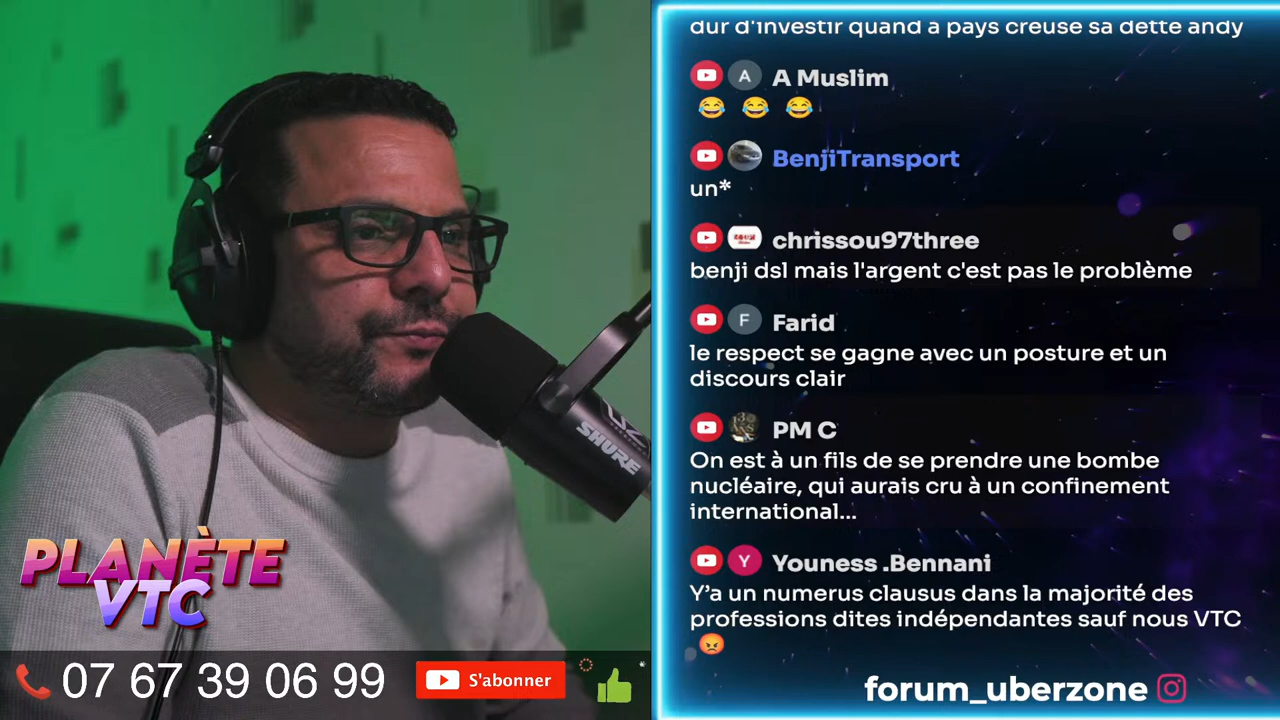 dur d'investir quand a pays creuse sa dette andy
A A Muslim
😂 😂 😂
BenjiTransport
un*
chrissou97three
benji dsl mais l'argent c'est pas le problème
F Farid
le respect se gagne avec un posture et un
discours clair
PM C
On est à un fils de se prendre une bombe
nucléaire, qui aurais cru à un confinement
international...
Y Youness .Bennani
Y'a un numerus clausus dans la majorité des
professions dites indépendantes sauf nous VTC
😡
forum_uberzone
SHURE
PLANÈTE
VTC
07 67 39 06 99
S'abonner